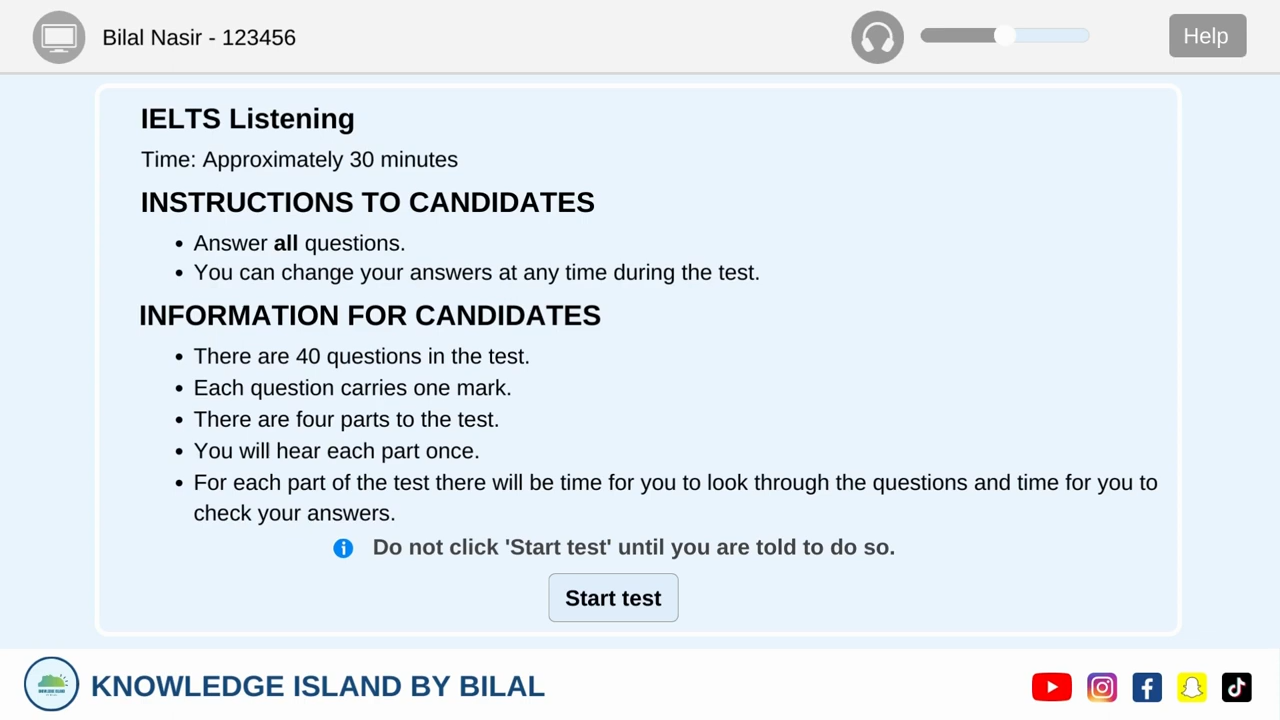 Bilal Nasir - 123456
Help
IELTS Listening
Time: Approximately 30 minutes
INSTRUCTIONS TO CANDIDATES
• Answer all questions.
• You can change your answers at any time during the test.
INFORMATION FOR CANDIDATES
• There are 40 questions in the test.
• Each question carries one mark.
• There are four parts to the test.
• You will hear each part once.
• For each part of the test there will be time for you to look through the questions and time for you to
check your answers.
Do not click 'Start test' until you are told to do so.
Start test
KNOWLEDGE ISLAND BY BILAL